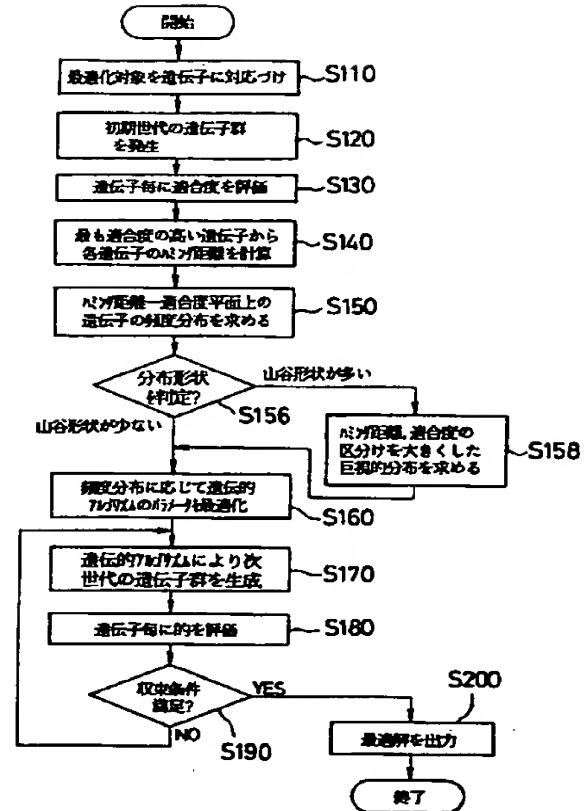 開始
最適化対象を遺伝子に対応づけ
S110
初期世代の遺伝子群
を発生
S120
遺伝子毎に適合度を評価
S130
最も適合度の高い遺伝子から
各遺伝子のハミング距離を計算
S140
ハミング距離ー適合度平面上の
遺伝子の頻度分布を求める
S150
分布形状
を判定?
S156
山谷形状が多い
山谷形状が少ない
ハミング距離,適合度の
区分けを大きくした
巨視的分布を求める
S158
頻度分布に応じて遺伝的
アルゴリズムのパラメータを最適化
S160
遺伝的アルゴリズムにより次
世代の遺伝子群を生成
S170
遺伝子毎に的を評価
S180
収束条件
満足?
YES
NO
S190
S200
最適解を出力
終了